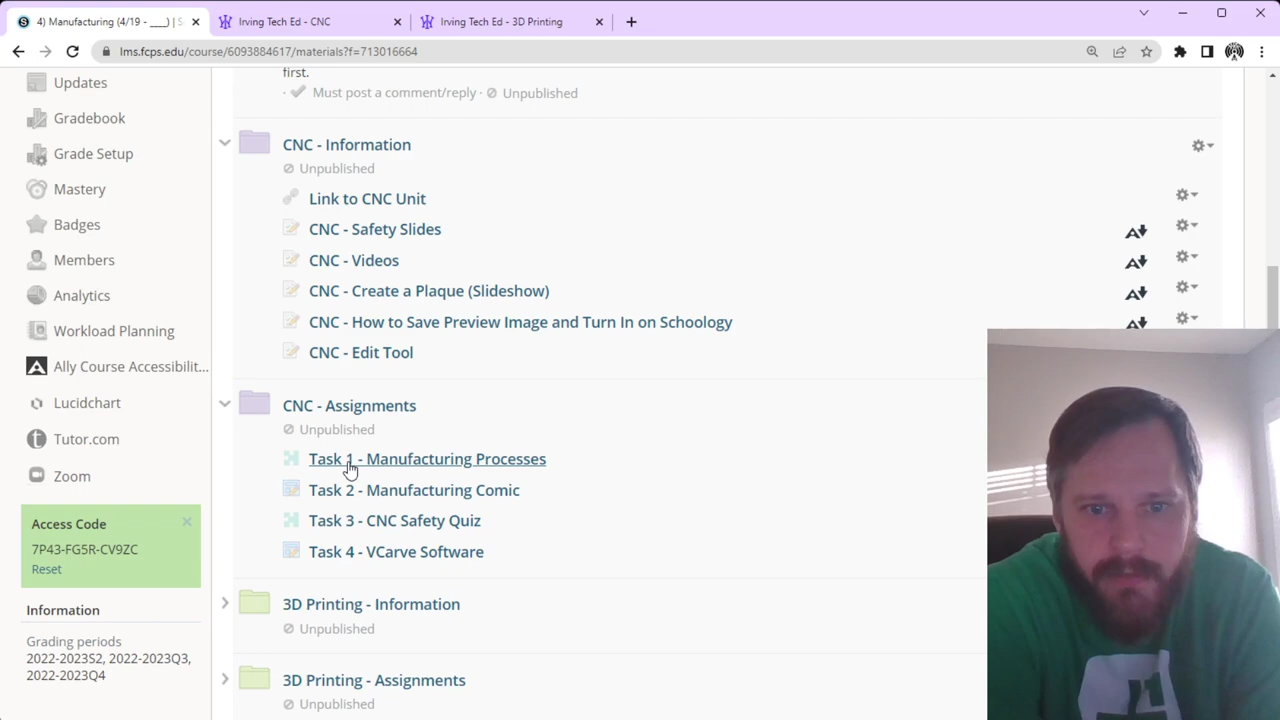 4) Manufacturing (4/19 - ___) | S
Irving Tech Ed - CNC
Irving Tech Ed - 3D Printing
lms.fcps.edu/course/6093884617/materials?f=713016664
Updates
Gradebook
Grade Setup
Mastery
Badges
Members
Analytics
Workload Planning
Ally Course Accessibilit...
Lucidchart
Tutor.com
Zoom
Access Code
7P43-FG5R-CV9ZC
Reset
Information
Grading periods
2022-2023S2, 2022-2023Q3,
2022-2023Q4
first.
· Must post a comment/reply · Unpublished
CNC - Information
Unpublished
Link to CNC Unit
CNC - Safety Slides
CNC - Videos
CNC - Create a Plaque (Slideshow)
CNC - How to Save Preview Image and Turn In on Schoology
CNC - Edit Tool
CNC - Assignments
Unpublished
Task 1 - Manufacturing Processes
Task 2 - Manufacturing Comic
Task 3 - CNC Safety Quiz
Task 4 - VCarve Software
3D Printing - Information
Unpublished
3D Printing - Assignments
Unpublished